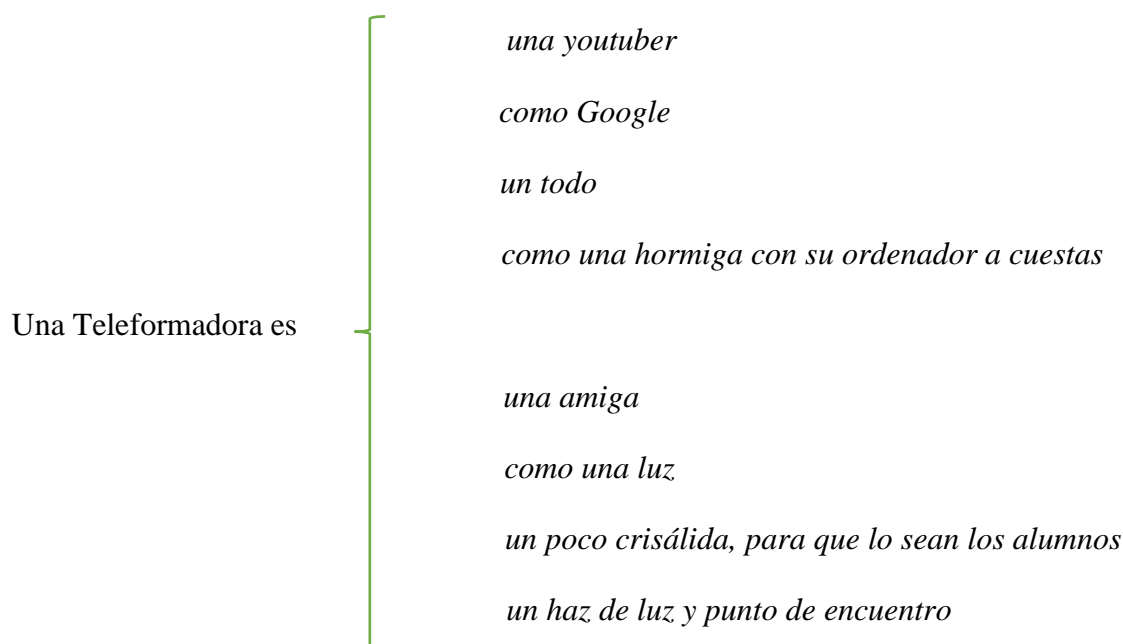 una youtuber
como Google
un todo
como una hormiga con su ordenador a cuestas
Una Teleformadora es
una amiga
como una luz
un poco crisálida, para que lo sean los alumnos
un haz de luz y punto de encuentro